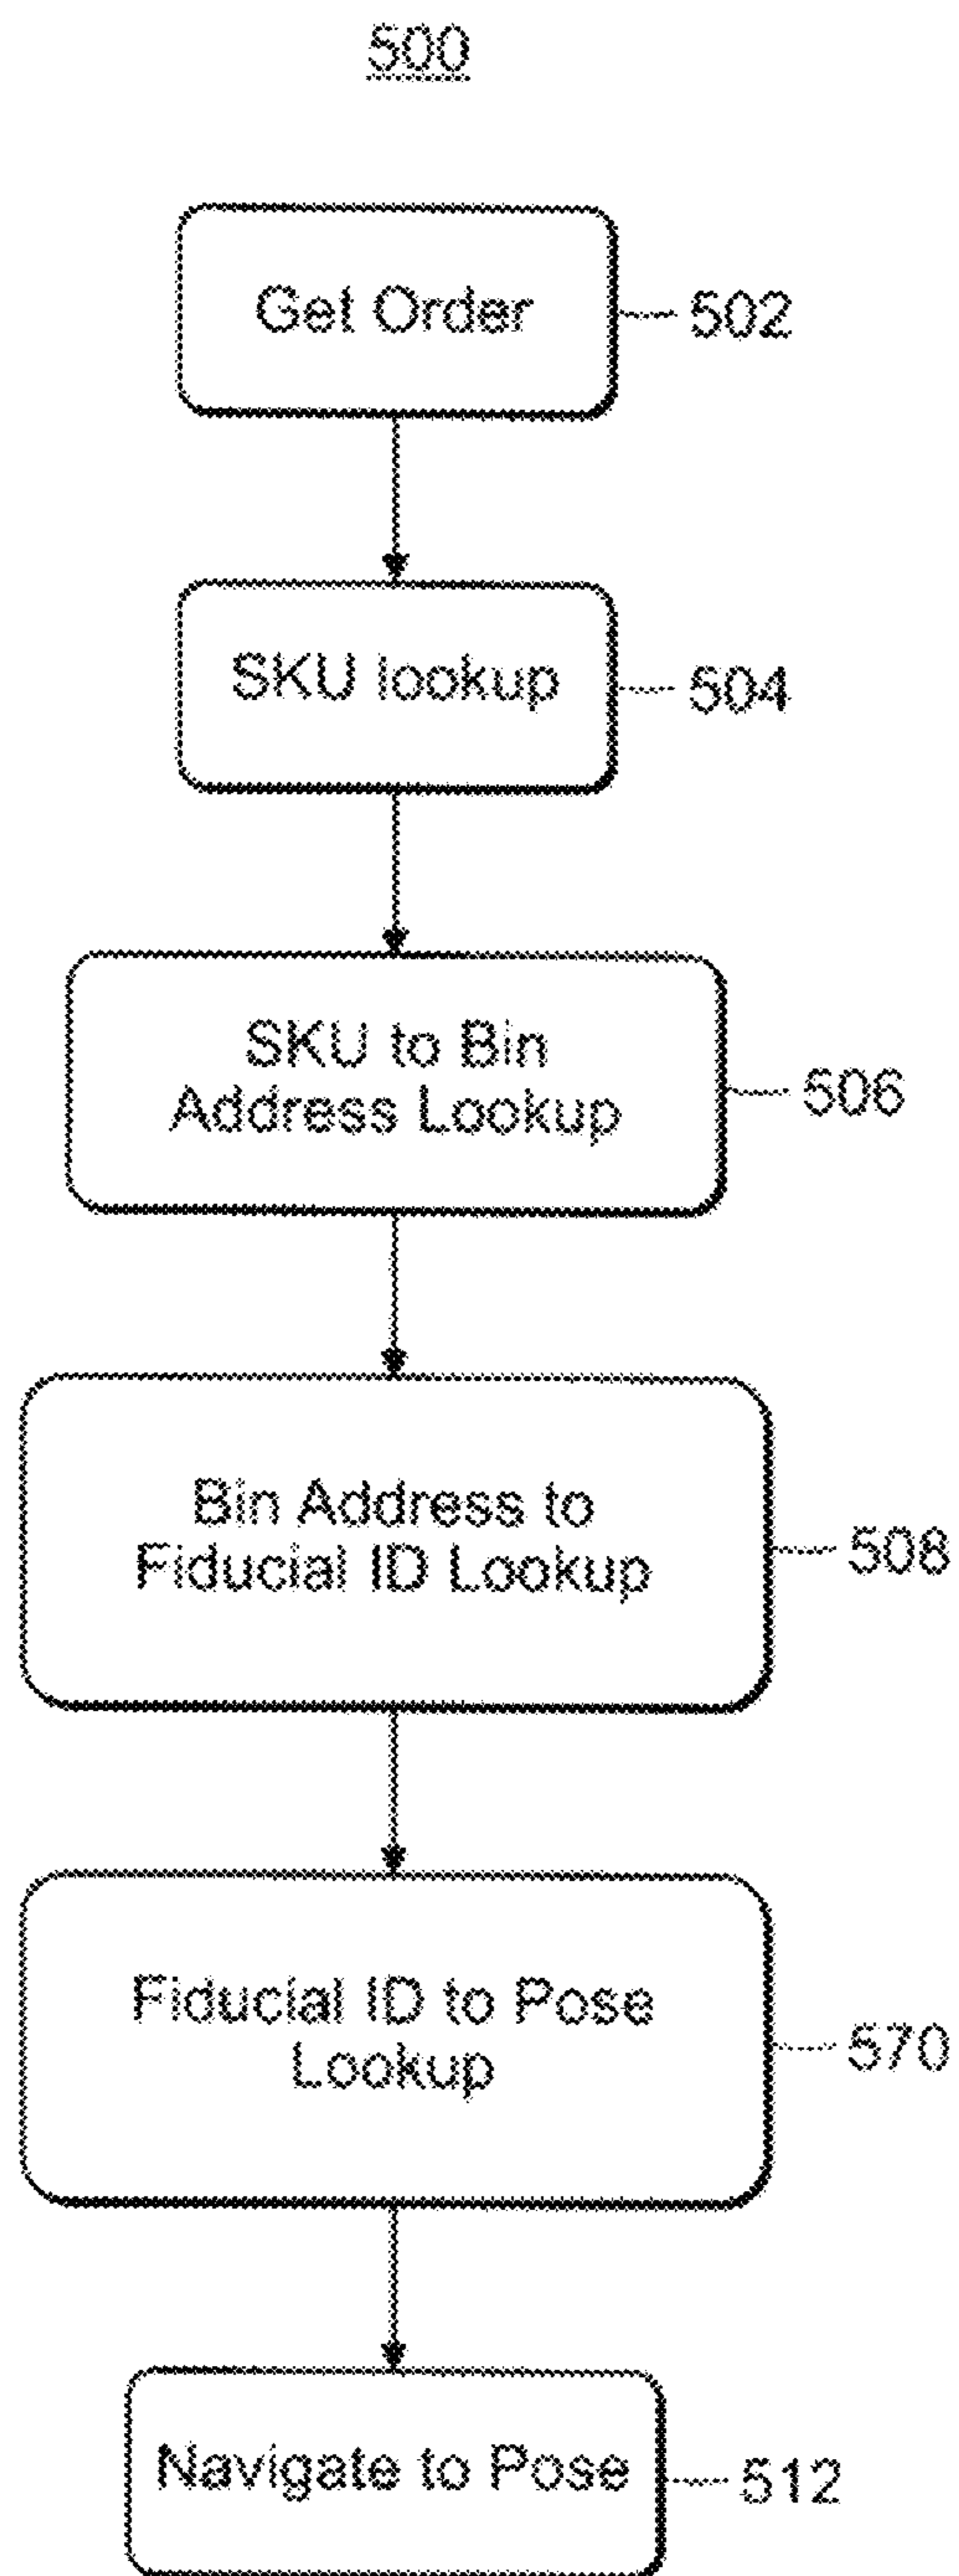 500
Get Order
502
SKU lookup
504
SKU to Bin
Address Lookup
506
Bin Address to
Fiducial ID Lookup
508
Fiducial ID to Pose
Lookup
570
Navigate to Pose
512